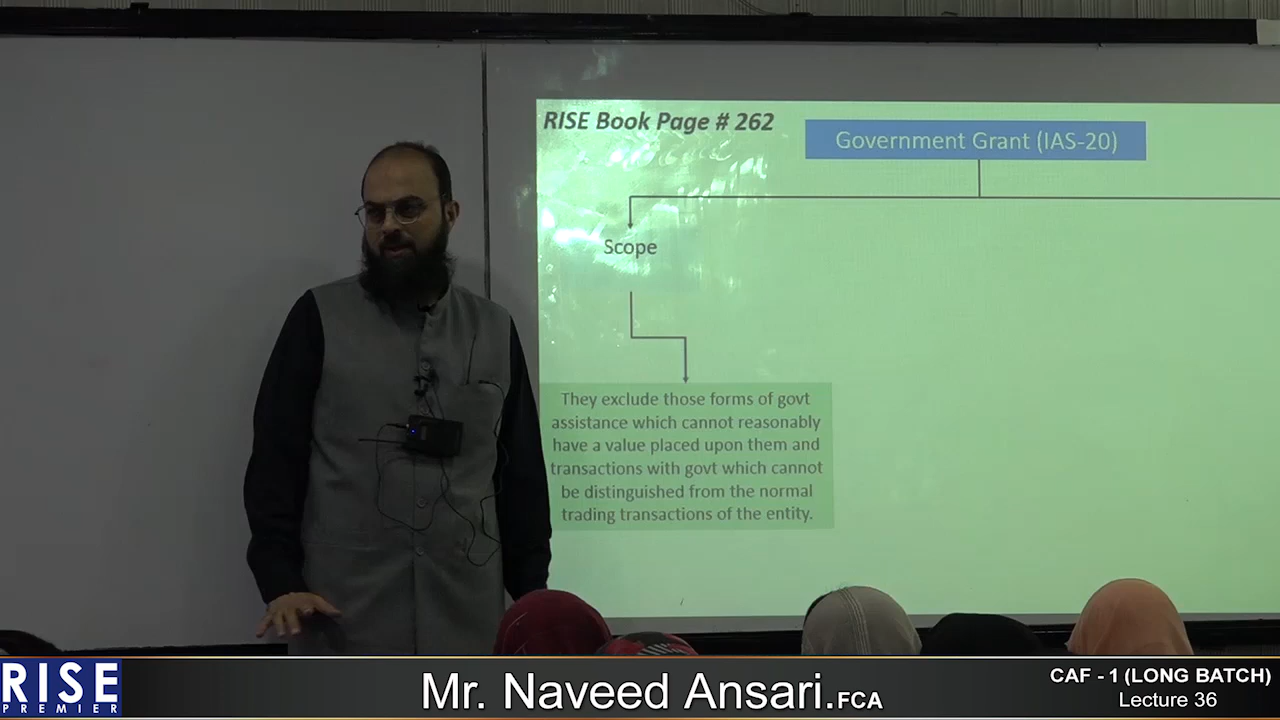 RISE Book Page # 262
Government Grant (IAS-20)
Scope
They exclude those forms of govt
assistance which cannot reasonably
have a value placed upon them and
transactions with govt which cannot
be distinguished from the normal
trading transactions of the entity.
RISE
PREMIER
Mr. Naveed Ansari.FCA
CAF - 1 (LONG BATCH)
Lecture 36